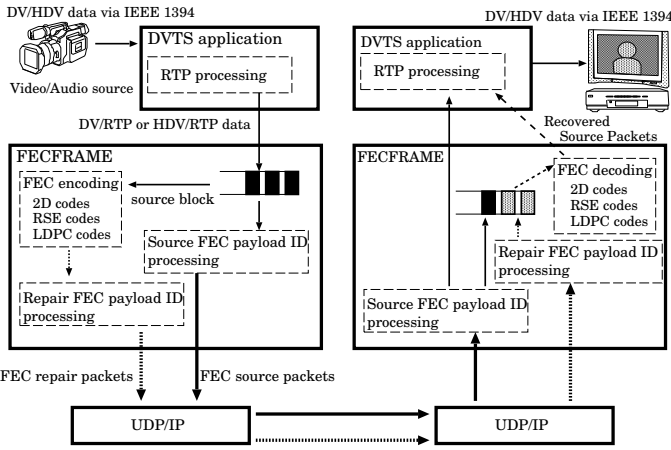 DV/HDV data via IEEE 1394
Video/Audio source
DVTS application
RTP processing
DV/RTP or HDV/RTP data
FECFRAME
FEC encoding
2D codes
RSE codes
LDPC codes
source block
Source FEC payload ID
processing
Repair FEC payload ID
processing
FEC repair packets
FEC source packets
UDP/IP
DV/HDV data via IEEE 1394
DVTS application
RTP processing
Recovered
Source Packets
FECFRAME
FEC decoding
2D codes
RSE codes
LDPC codes
Repair FEC payload ID
processing
Source FEC payload ID
processing
UDP/IP